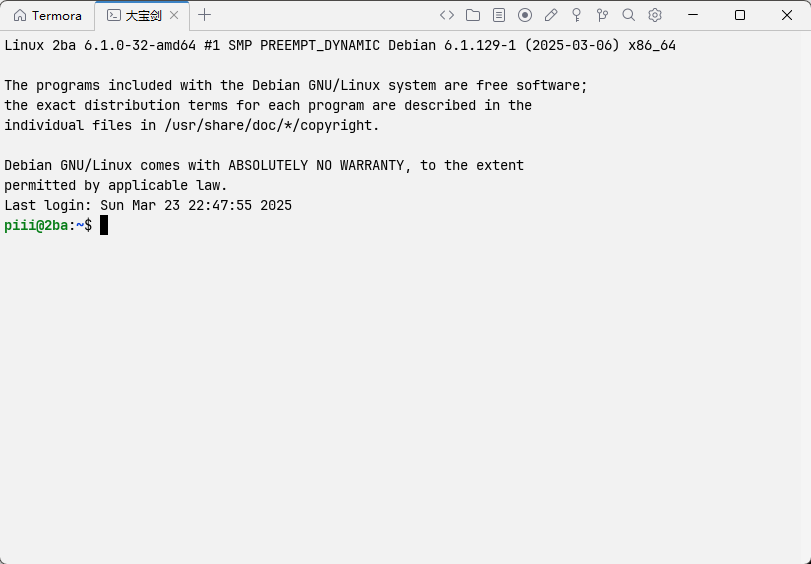 Termora 大宝剑
Linux 2ba 6.1.0-32-amd64 #1 SMP PREEMPT_DYNAMIC Debian 6.1.129-1 (2025-03-06) x86_64
The programs included with the Debian GNU/Linux system are free software;
the exact distribution terms for each program are described in the
individual files in /usr/share/doc/*/copyright.
Debian GNU/Linux comes with ABSOLUTELY NO WARRANTY, to the extent
permitted by applicable law.
Last login: Sun Mar 23 22:47:55 2025
piii@2ba:~$